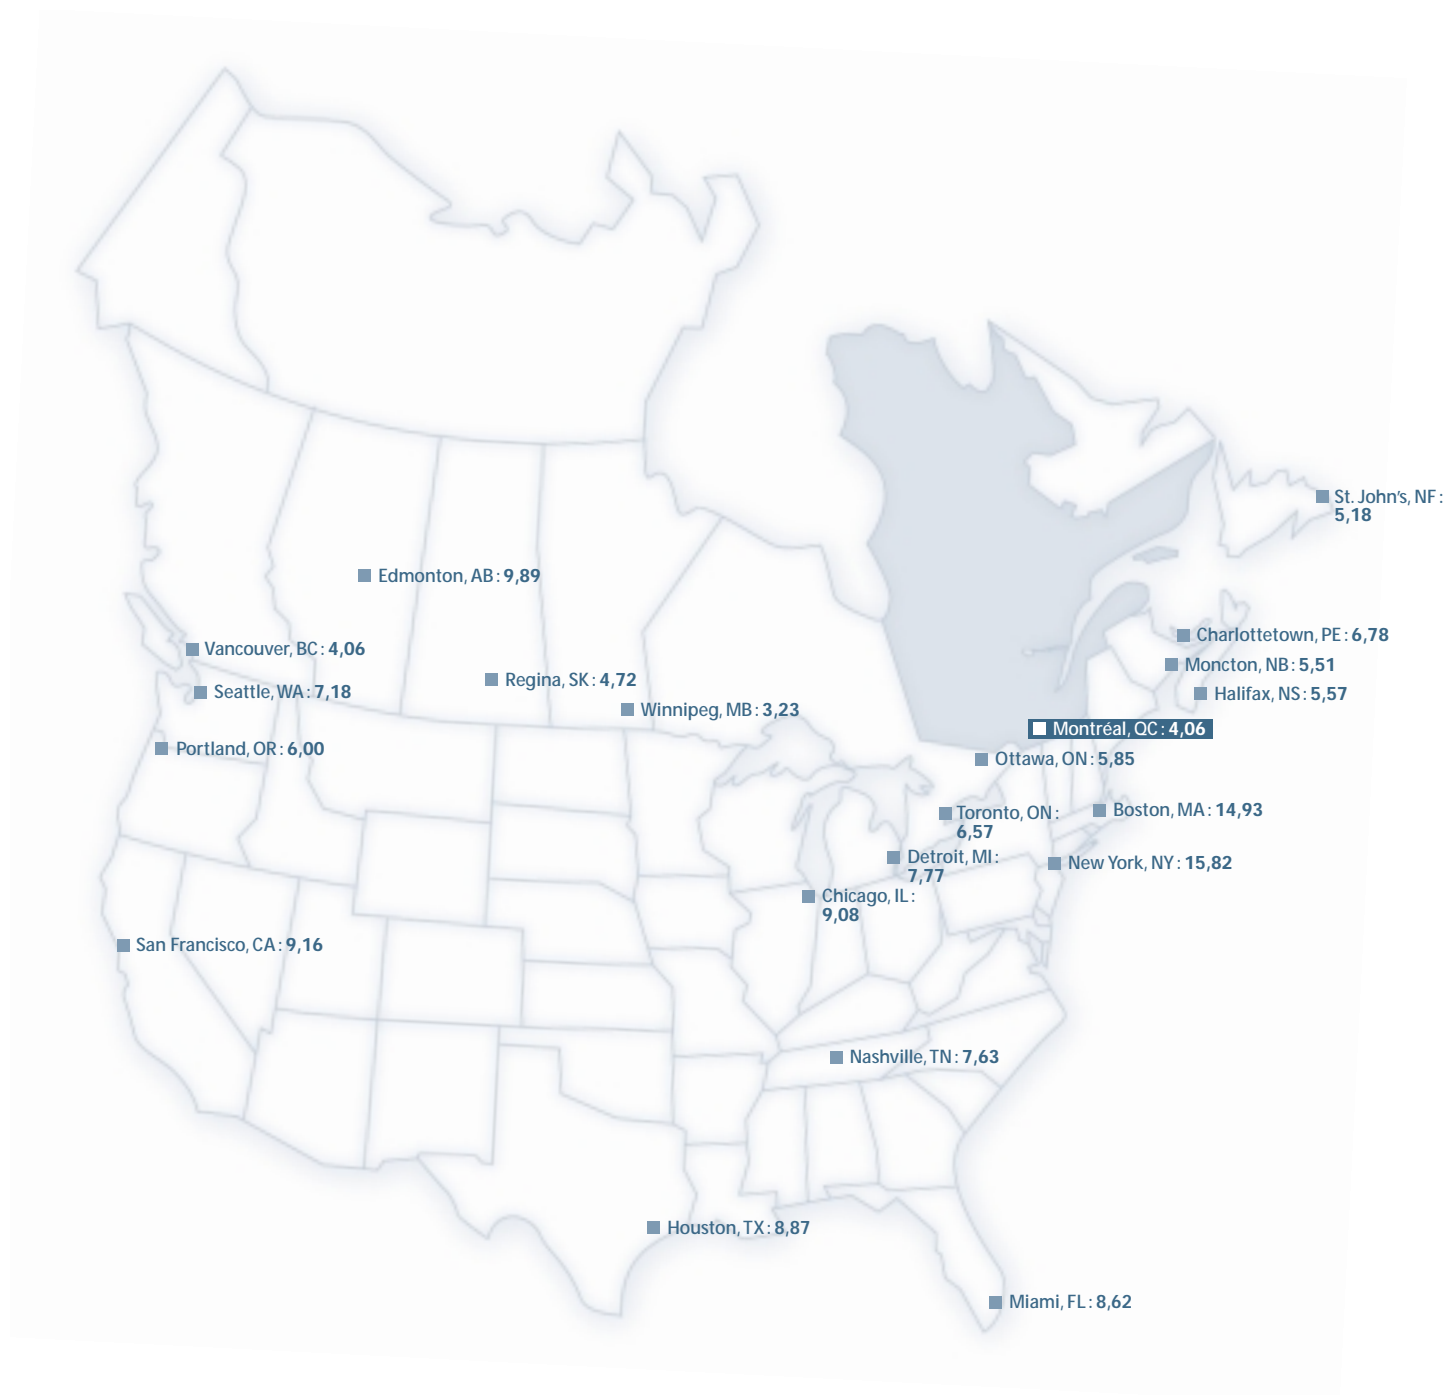 St. John's, NF :
5,18
Edmonton, AB : 9,89
Charlottetown, PE : 6,78
Vancouver, BC : 4,06
Moncton, NB : 5,51
Regina, SK : 4,72
Seattle, WA : 7,18
Halifax, NS : 5,57
Winnipeg, MB : 3,23
Montréal, QC : 4,06
Portland, OR : 6,00
Ottawa, ON : 5,85
Boston, MA : 14,93
Toronto, ON :
6,57
Detroit, MI :
7,77
New York, NY : 15,82
Chicago, IL :
9,08
San Francisco, CA : 9,16
Nashville, TN : 7,63
Houston, TX : 8,87
Miami, FL : 8,62